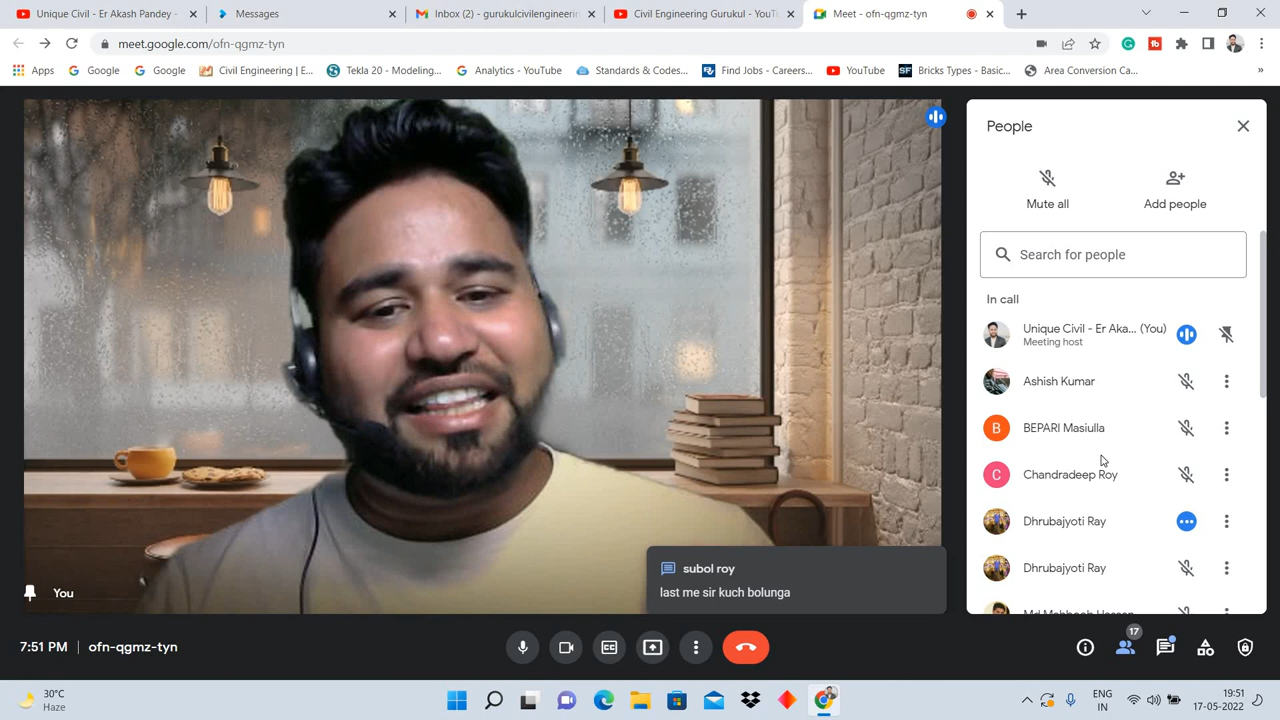 Unique Civil - Er Akash Pandey -
Messages
Inbox (2) - gurukulcivilengineerin
Civil Engineering Gurukul - YouTu
Meet - ofn-qgmz-tyn
meet.google.com/ofn-qgmz-tyn
Apps
Google
Google
Civil Engineering | E...
Tekla 20 - Modeling...
Analytics - YouTube
Standards & Codes...
Find Jobs - Careers...
YouTube
SF
Bricks Types - Basic...
Area Conversion Ca...
»
People
Mute all
Add people
Search for people
In call
Unique Civil - Er Aka... (You)
Meeting host
Ashish Kumar
B
BEPARI Masiulla
C
Chandradeep Roy
Dhrubajyoti Ray
Dhrubajyoti Ray
subol roy
last me sir kuch bolunga
You
7:51 PM | ofn-qgmz-tyn
CC
17
30°C
Haze
ENG
IN
19:51
17-05-2022